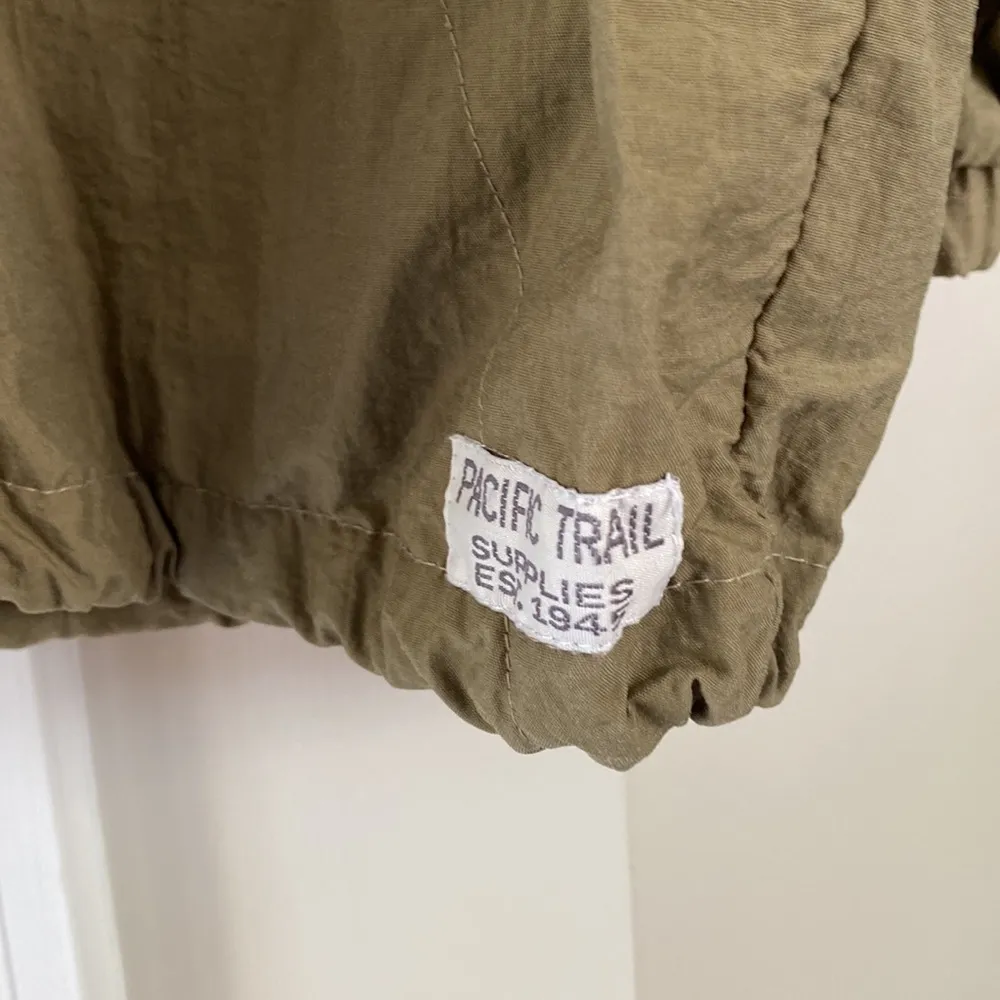 PACIFIC TRAIL
SUPPLIES
EST. 1945